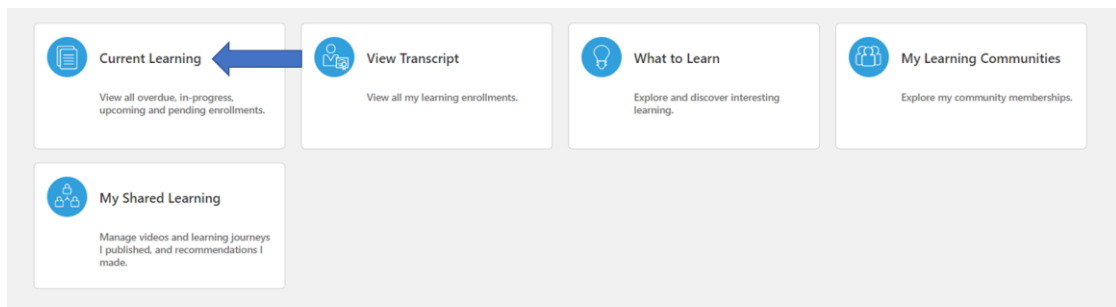 Current Learning
View all overdue, in-progress,
upcoming and pending enrollments.
View Transcript
View all my learning enrollments.
What to Learn
Explore and discover interesting
learning.
My Learning Communities
Explore my community memberships.
My Shared Learning
Manage videos and learning journeys
I published, and recommendations I
made.